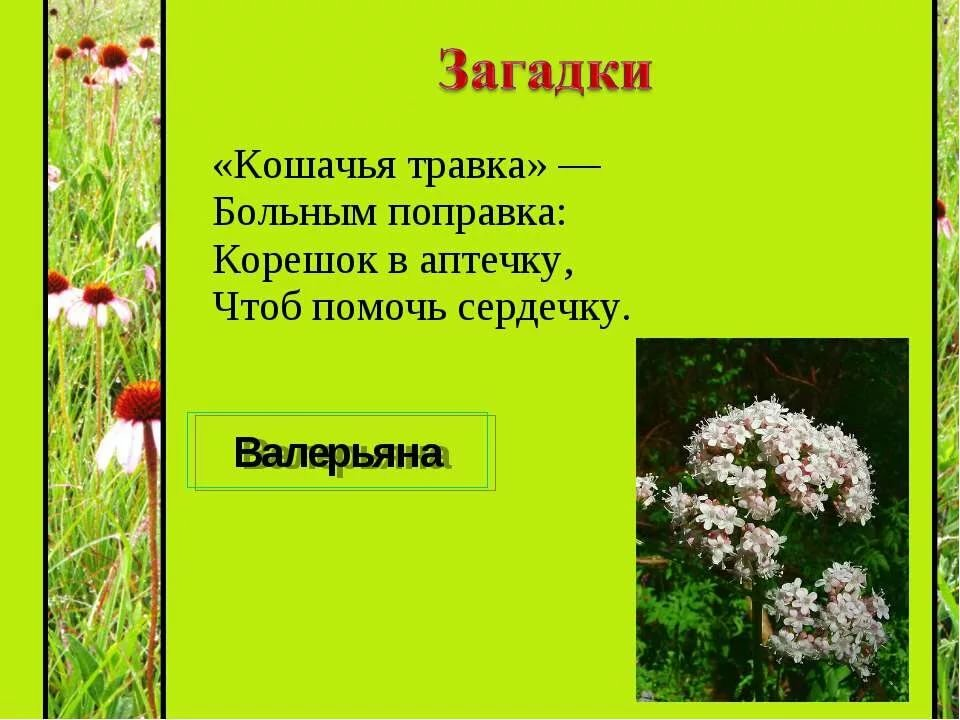 Загадки
«Кошачья травка» —
Больным поправка:
Корешок в аптечку,
Чтоб помочь сердечку.
Валерьяна